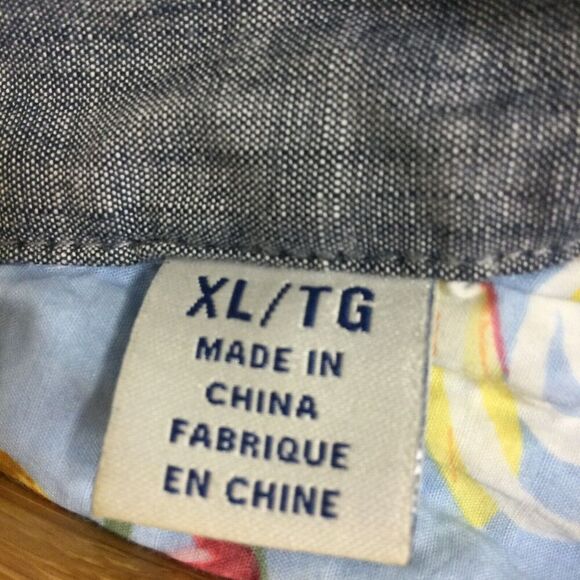 XL/TG
MADE IN
CHINA
FABRIQUE
EN CHINE